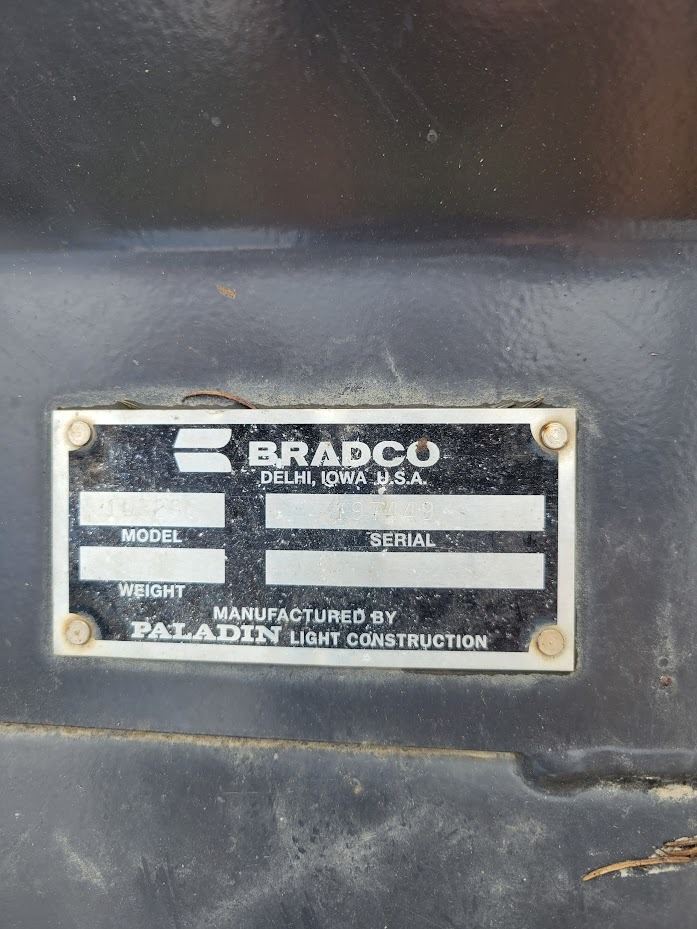 BRADCO
DELHI, IOWA U.S.A.
MODEL SERIAL
WEIGHT
MANUFACTURED BY
PALADIN LIGHT CONSTRUCTION